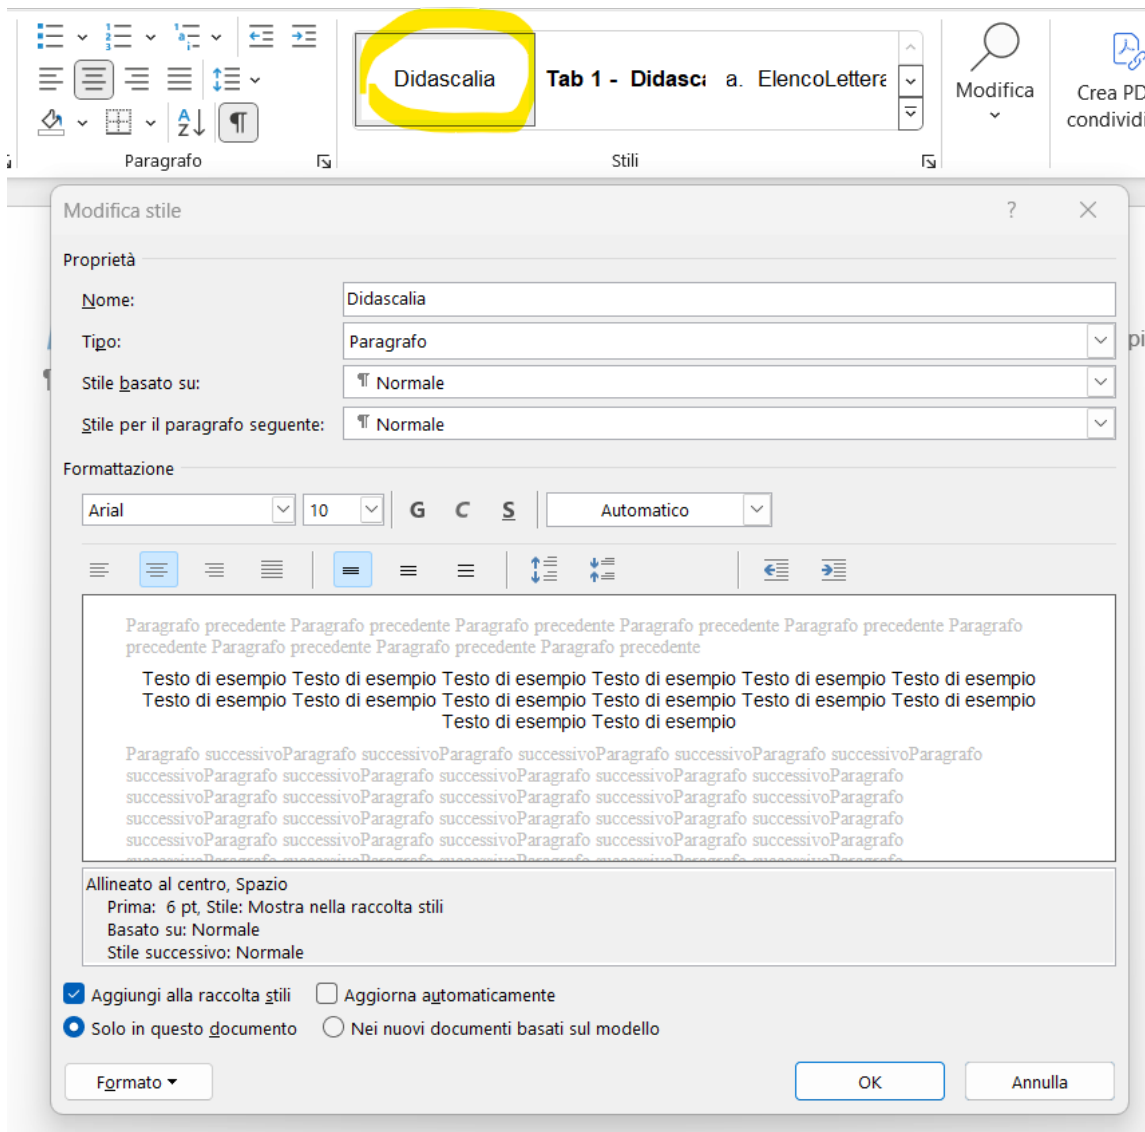 Didascalia
Tab 1 - Didasca
a. ElencoLettera
Modifica
Crea PD
condividi
Paragrafo
Stili
Modifica stile
Proprietà
Nome:
Didascalia
Tipo:
Paragrafo
Stile basato su:
¶ Normale
Stile per il paragrafo seguente:
¶ Normale
Formattazione
Arial
10
G C S
Automatico
Paragrafo precedente Paragrafo precedente Paragrafo precedente Paragrafo precedente Paragrafo precedente Paragrafo
precedente Paragrafo precedente Paragrafo precedente Paragrafo precedente
Testo di esempio Testo di esempio Testo di esempio Testo di esempio Testo di esempio Testo di esempio
Testo di esempio Testo di esempio Testo di esempio Testo di esempio Testo di esempio Testo di esempio
Testo di esempio Testo di esempio
Paragrafo successivoParagrafo successivoParagrafo successivoParagrafo successivoParagrafo successivoParagrafo
successivoParagrafo successivoParagrafo successivoParagrafo successivoParagrafo successivoParagrafo
successivoParagrafo successivoParagrafo successivoParagrafo successivoParagrafo successivoParagrafo
successivoParagrafo successivoParagrafo successivoParagrafo successivoParagrafo successivoParagrafo
successivoParagrafo successivoParagrafo successivoParagrafo successivoParagrafo successivoParagrafo
Allineato al centro, Spazio
Prima: 6 pt, Stile: Mostra nella raccolta stili
Basato su: Normale
Stile successivo: Normale
Aggiungi alla raccolta stili
Aggiorna automaticamente
Solo in questo documento
Nei nuovi documenti basati sul modello
Formato
OK
Annulla